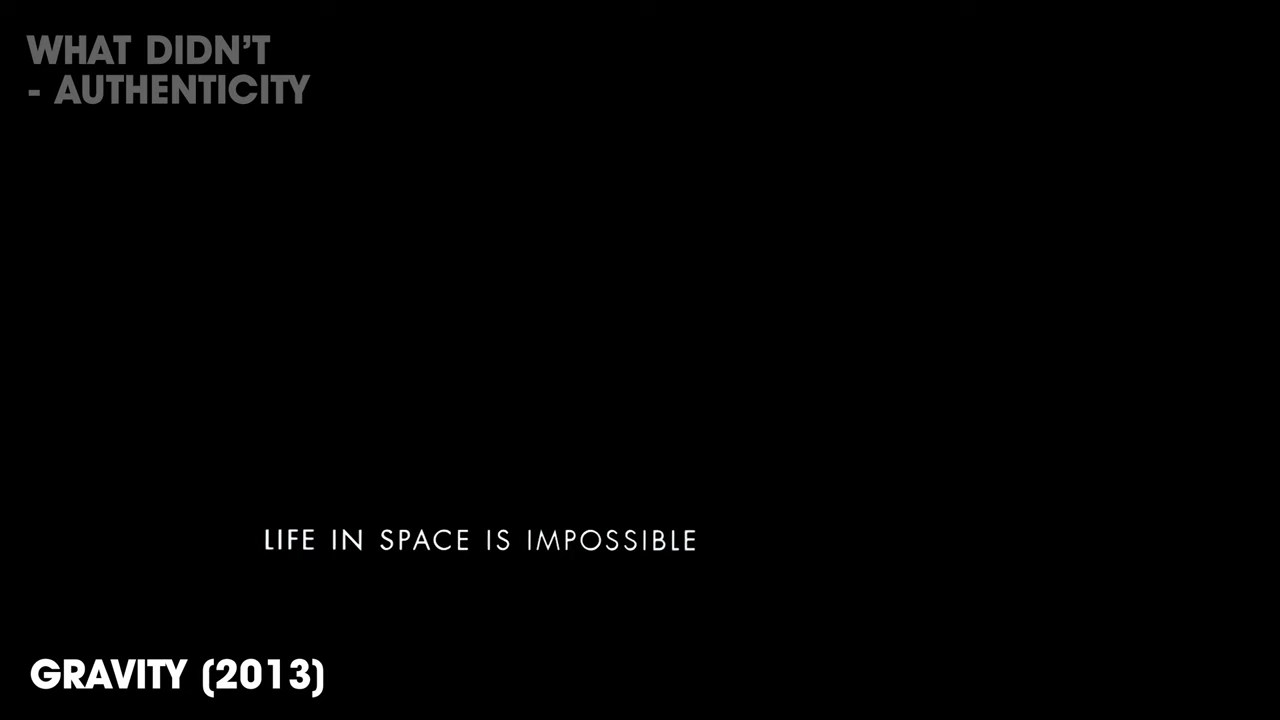 WHAT DIDN'T
- AUTHENTICITY
LIFE IN SPACE IS IMPOSSIBLE
GRAVITY (2013)